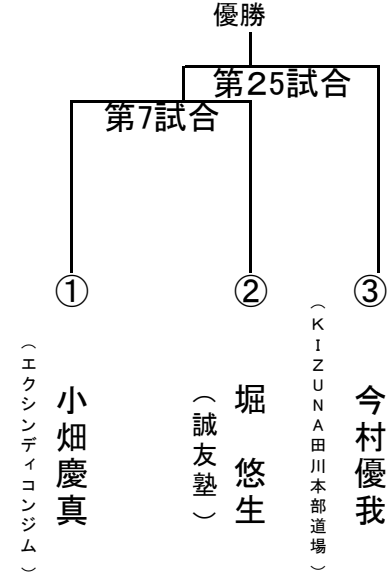 優勝
第25試合
第7試合
①
②
③
小畑慶真
（エクシンディコンジム）
堀　悠生
（誠友塾）
今村優我
（KIZUNA田川本部道場）